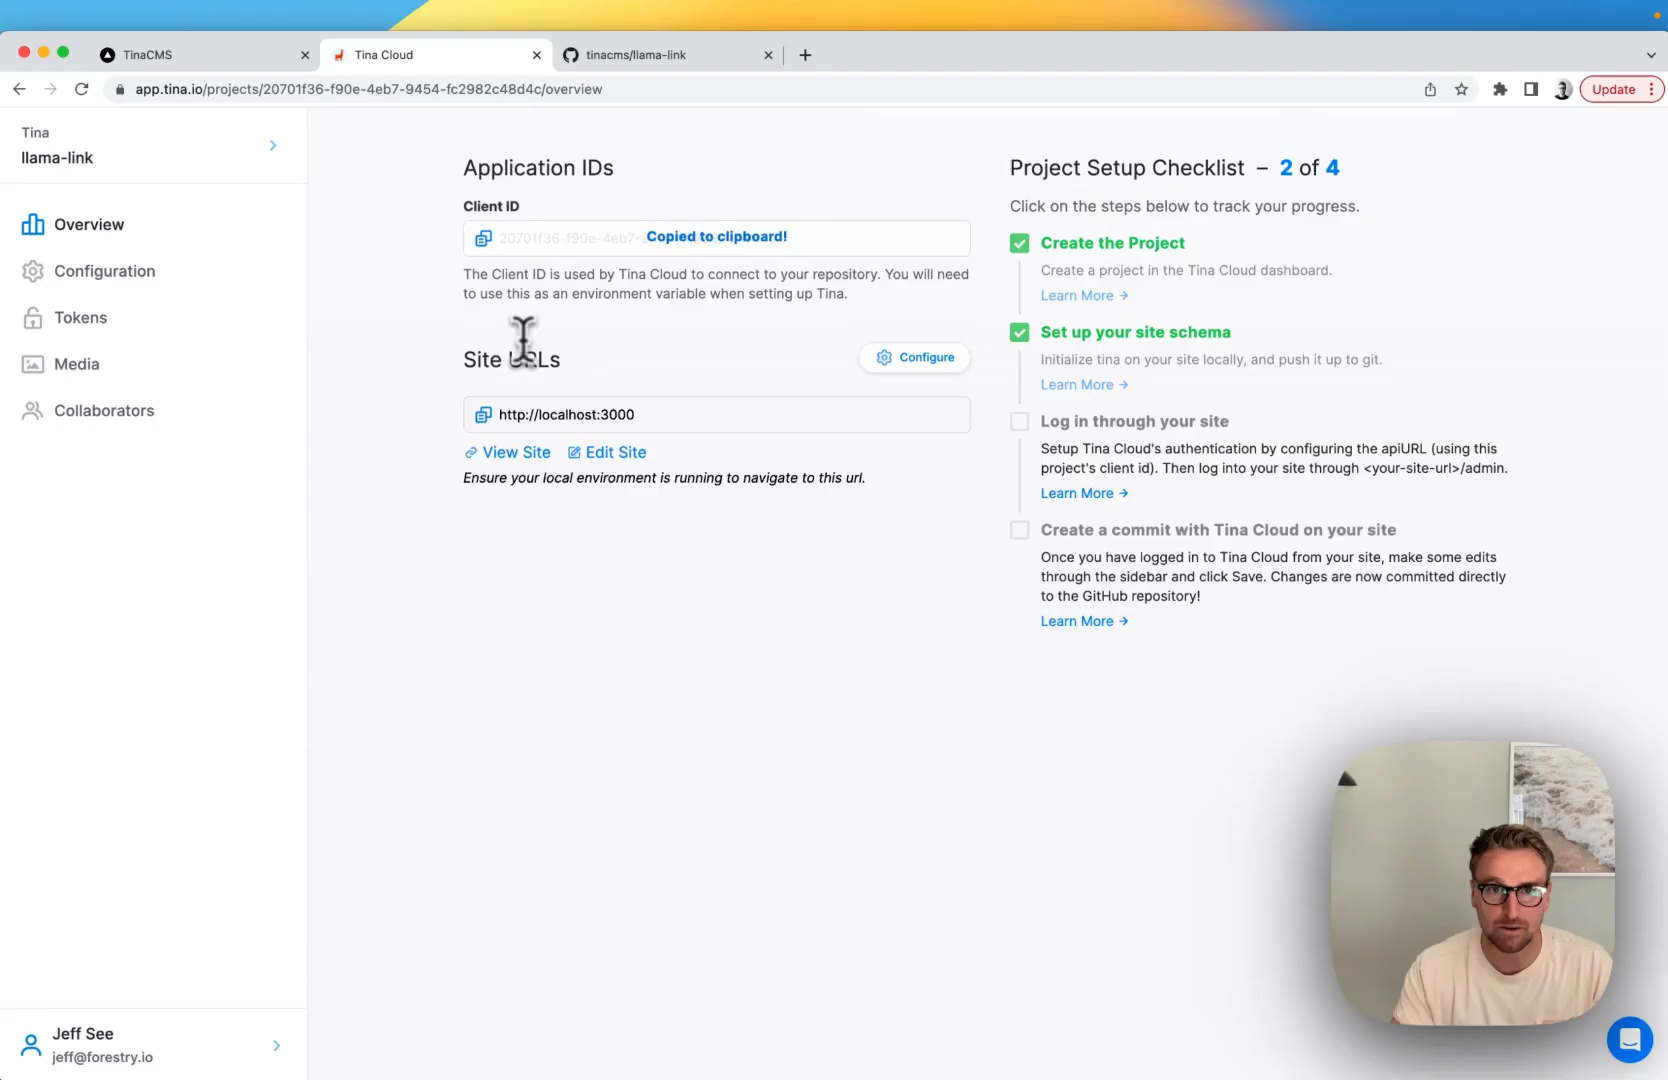 TinaCMS
Tina Cloud
tinacms/llama-link
app.tina.io/projects/20701f36-f90e-4eb7-9454-fc2982c48d4c/overview
Update
Tina
llama-link
Overview
Configuration
Tokens
Media
Collaborators
Jeff See
jeff@forestry.io
Application IDs
Client ID
20701f36-f90e-4eb7- Copied to clipboard!
The Client ID is used by Tina Cloud to connect to your repository. You will need
to use this as an environment variable when setting up Tina.
Site URLs
Configure
http://localhost:3000
View Site
Edit Site
Ensure your local environment is running to navigate to this url.
Project Setup Checklist – 2 of 4
Click on the steps below to track your progress.
Create the Project
Create a project in the Tina Cloud dashboard.
Learn More →
Set up your site schema
Initialize tina on your site locally, and push it up to git.
Learn More →
Log in through your site
Setup Tina Cloud's authentication by configuring the apiURL (using this
project's client id). Then log into your site through <your-site-url>/admin.
Learn More →
Create a commit with Tina Cloud on your site
Once you have logged in to Tina Cloud from your site, make some edits
through the sidebar and click Save. Changes are now committed directly
to the GitHub repository!
Learn More →